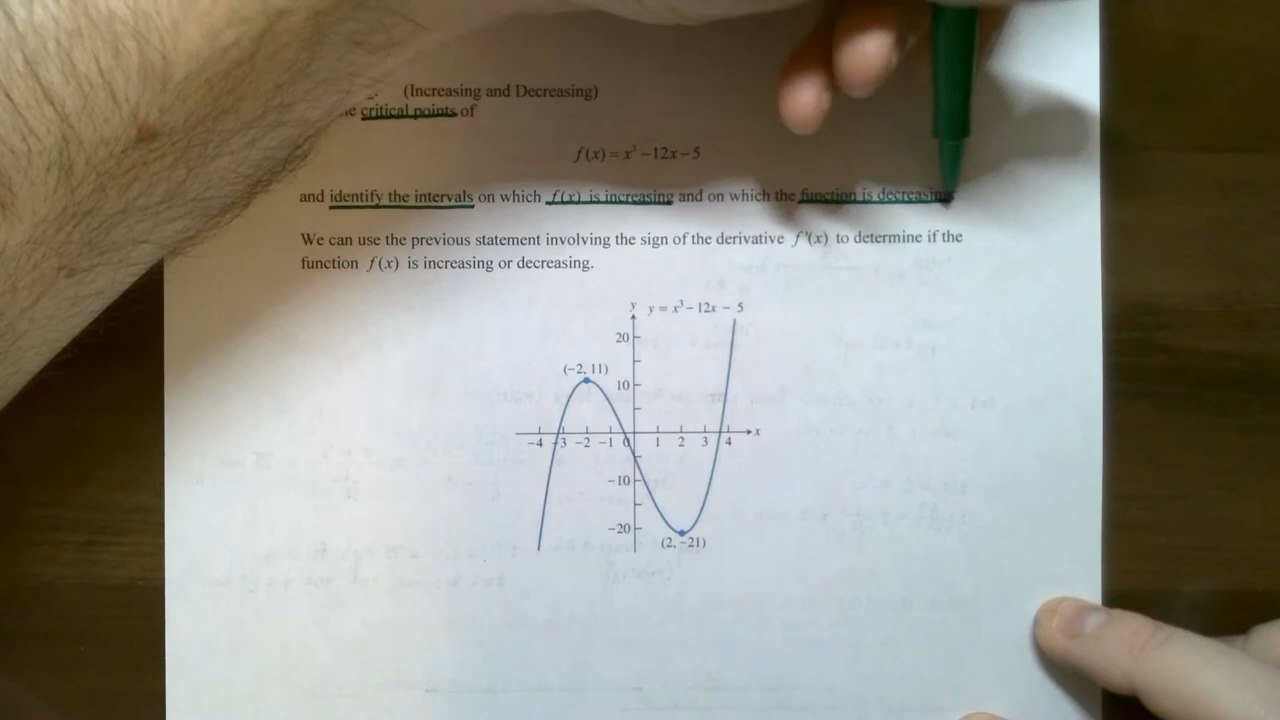 (Increasing and Decreasing)
critical points of
f(x) = x³ −12x−5
and identify the intervals on which f(x) is increasing and on which the function is decreasing
We can use the previous statement involving the sign of the derivative f'(x) to determine if the
function f(x) is increasing or decreasing.
y y = x³ − 12x − 5
20
(−2, 11)
10
−4 −3 −2 −1 0 1 2 3 4 x
−10
−20
(2, −21)